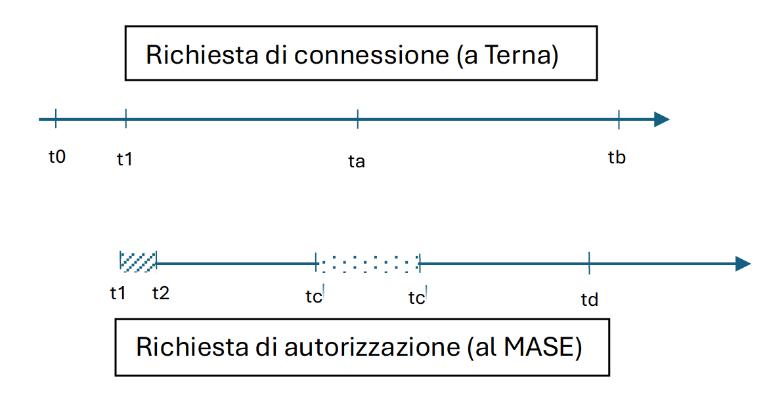 Richiesta di connessione (a Terna)
t0 t1 ta tb
t1 t2 tc| tc| td
Richiesta di autorizzazione (al MASE)